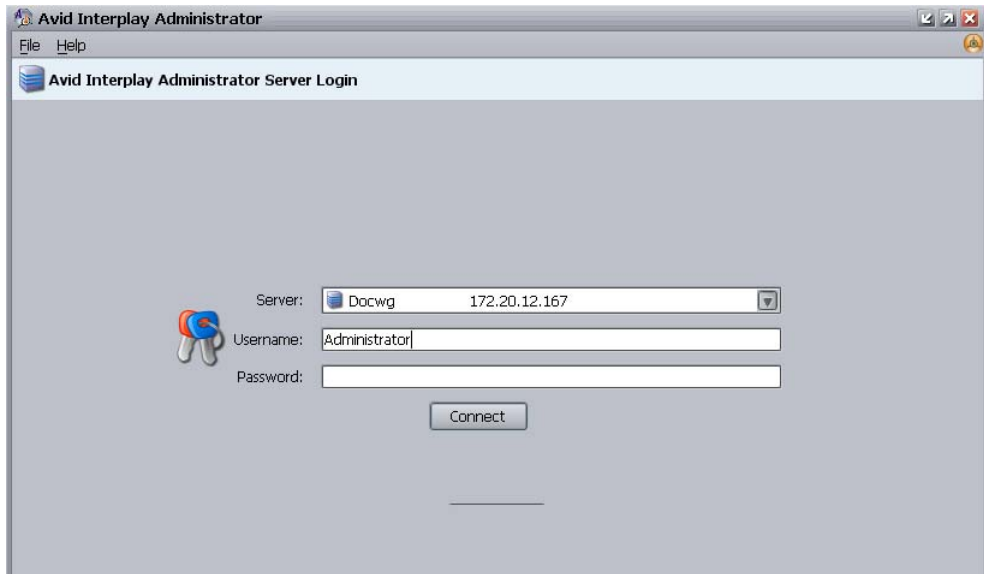 Avid Interplay Administrator
File Help
Avid Interplay Administrator Server Login
Server: Docwg 172.20.12.167
Username: Administrator
Password:
Connect